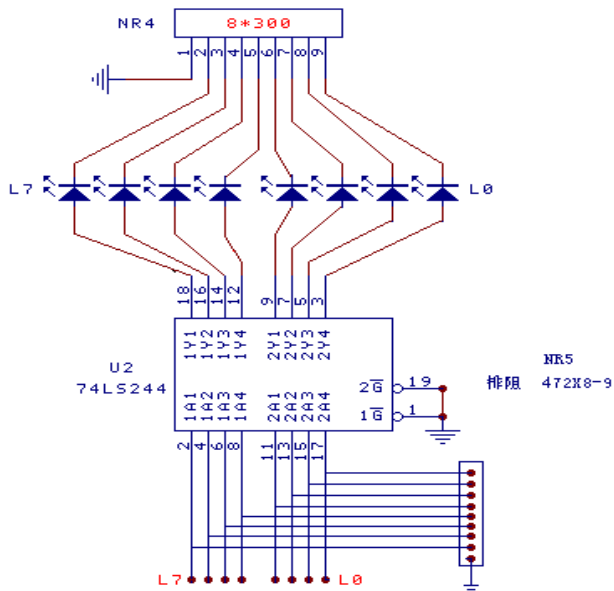 NR4 8*300
1 2 3 4 5 6 7 8 9
L7 L0
18 16 14 12 9 7 5 3
1Y1 1Y2 1Y3 1Y4 2Y1 2Y2 2Y3 2Y4
U2
74LS244
2G 19
1G 1
1A1 1A2 1A3 1A4 2A1 2A2 2A3 2A4
2 4 6 8 11 13 15 17
NR5
排阻 472X8-9
L7 L0